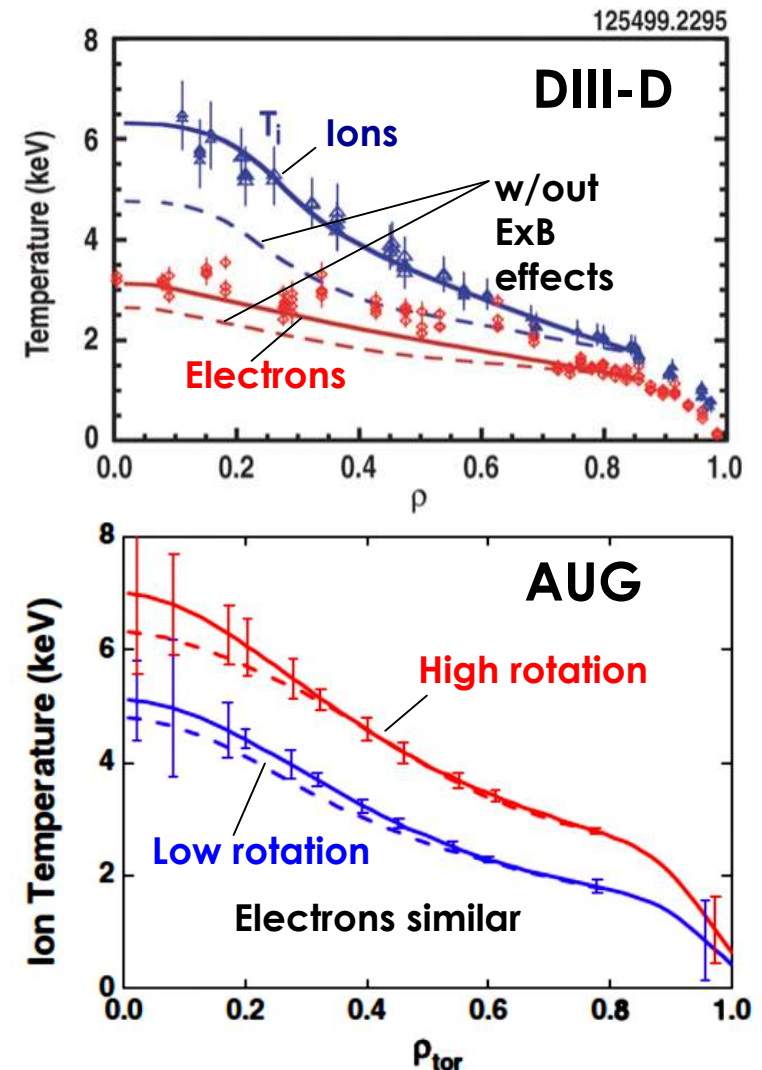 125499.2295
DIII-D
Ti
Ions
w/out
ExB
effects
Electrons
Temperature (keV)
8
6
4
2
0
0.0 0.2 0.4 0.6 0.8 1.0
ρ
AUG
High rotation
Low rotation
Electrons similar
Ion Temperature (keV)
8
6
4
2
0
0.0 0.2 0.4 0.6 0.8 1.0
ρtor